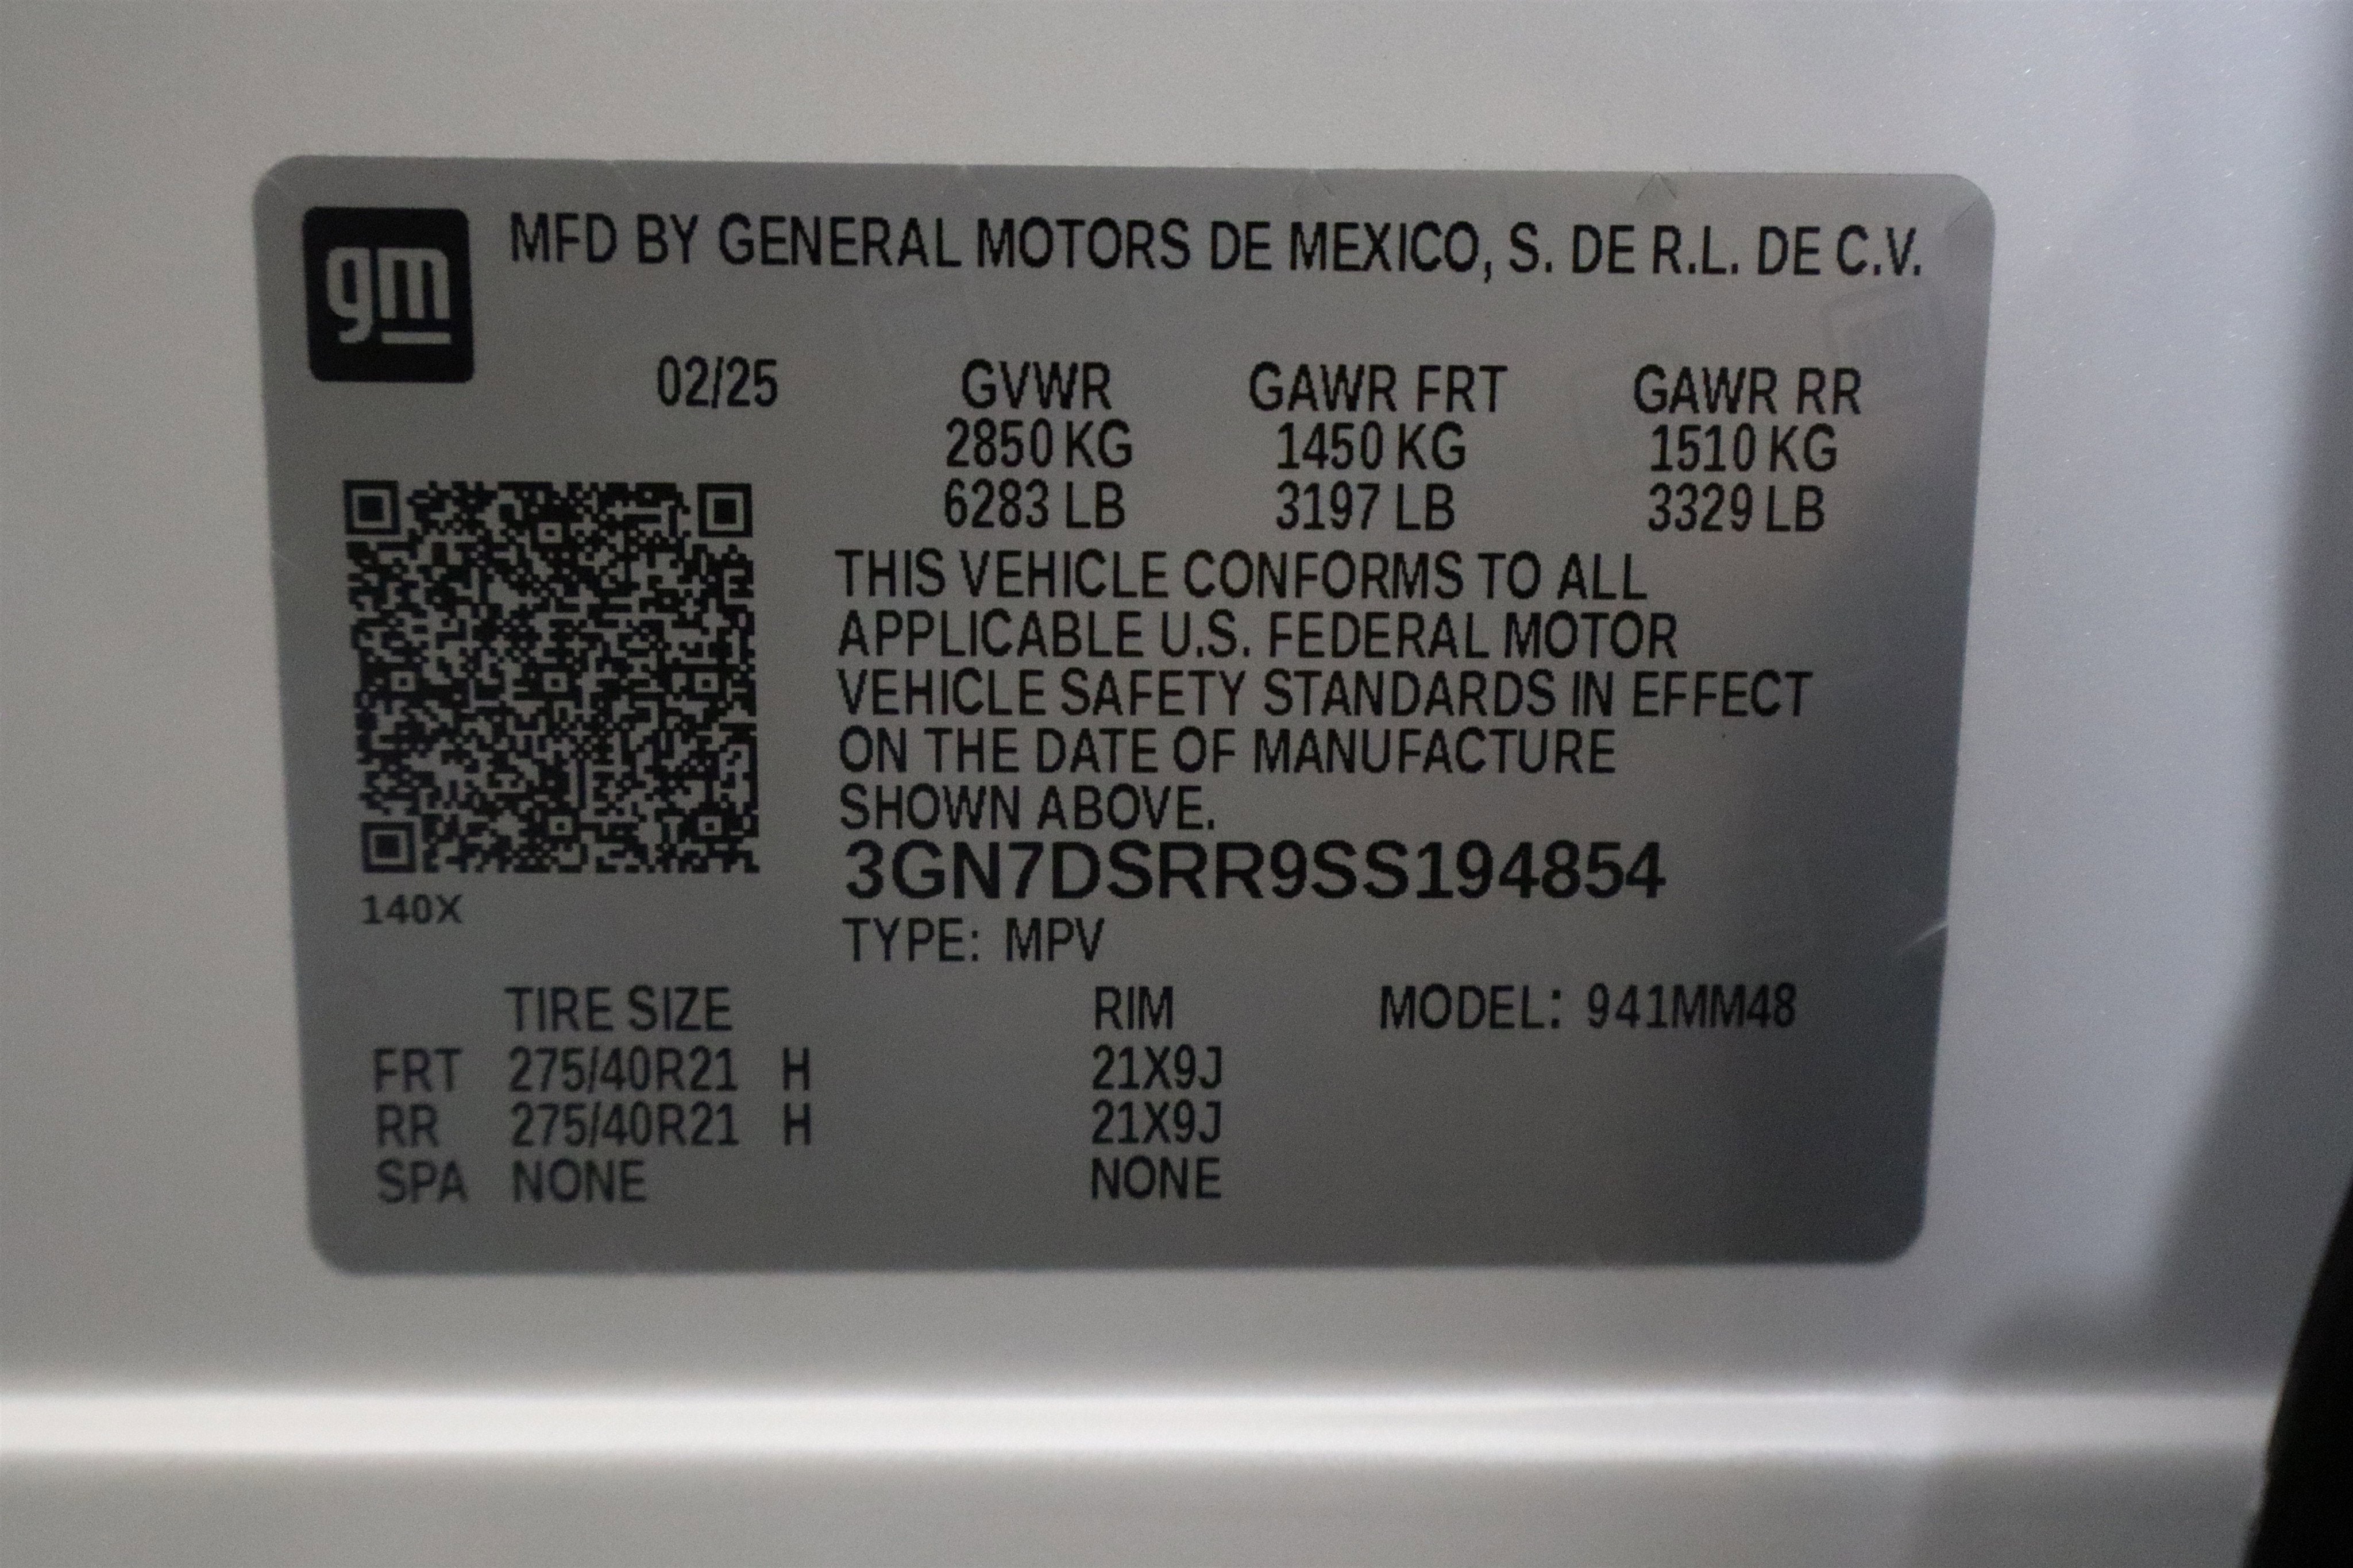 gm
MFD BY GENERAL MOTORS DE MEXICO, S. DE R.L. DE C.V.
02/25 GVWR GAWR FRT GAWR RR
2850 KG 1450 KG 1510 KG
6283 LB 3197 LB 3329 LB
THIS VEHICLE CONFORMS TO ALL
APPLICABLE U.S. FEDERAL MOTOR
VEHICLE SAFETY STANDARDS IN EFFECT
ON THE DATE OF MANUFACTURE
SHOWN ABOVE.
3GN7DSRR9SS194854
140X
TYPE: MPV
TIRE SIZE RIM MODEL: 941MM48
FRT 275/40R21 H 21X9J
RR 275/40R21 H 21X9J
SPA NONE NONE